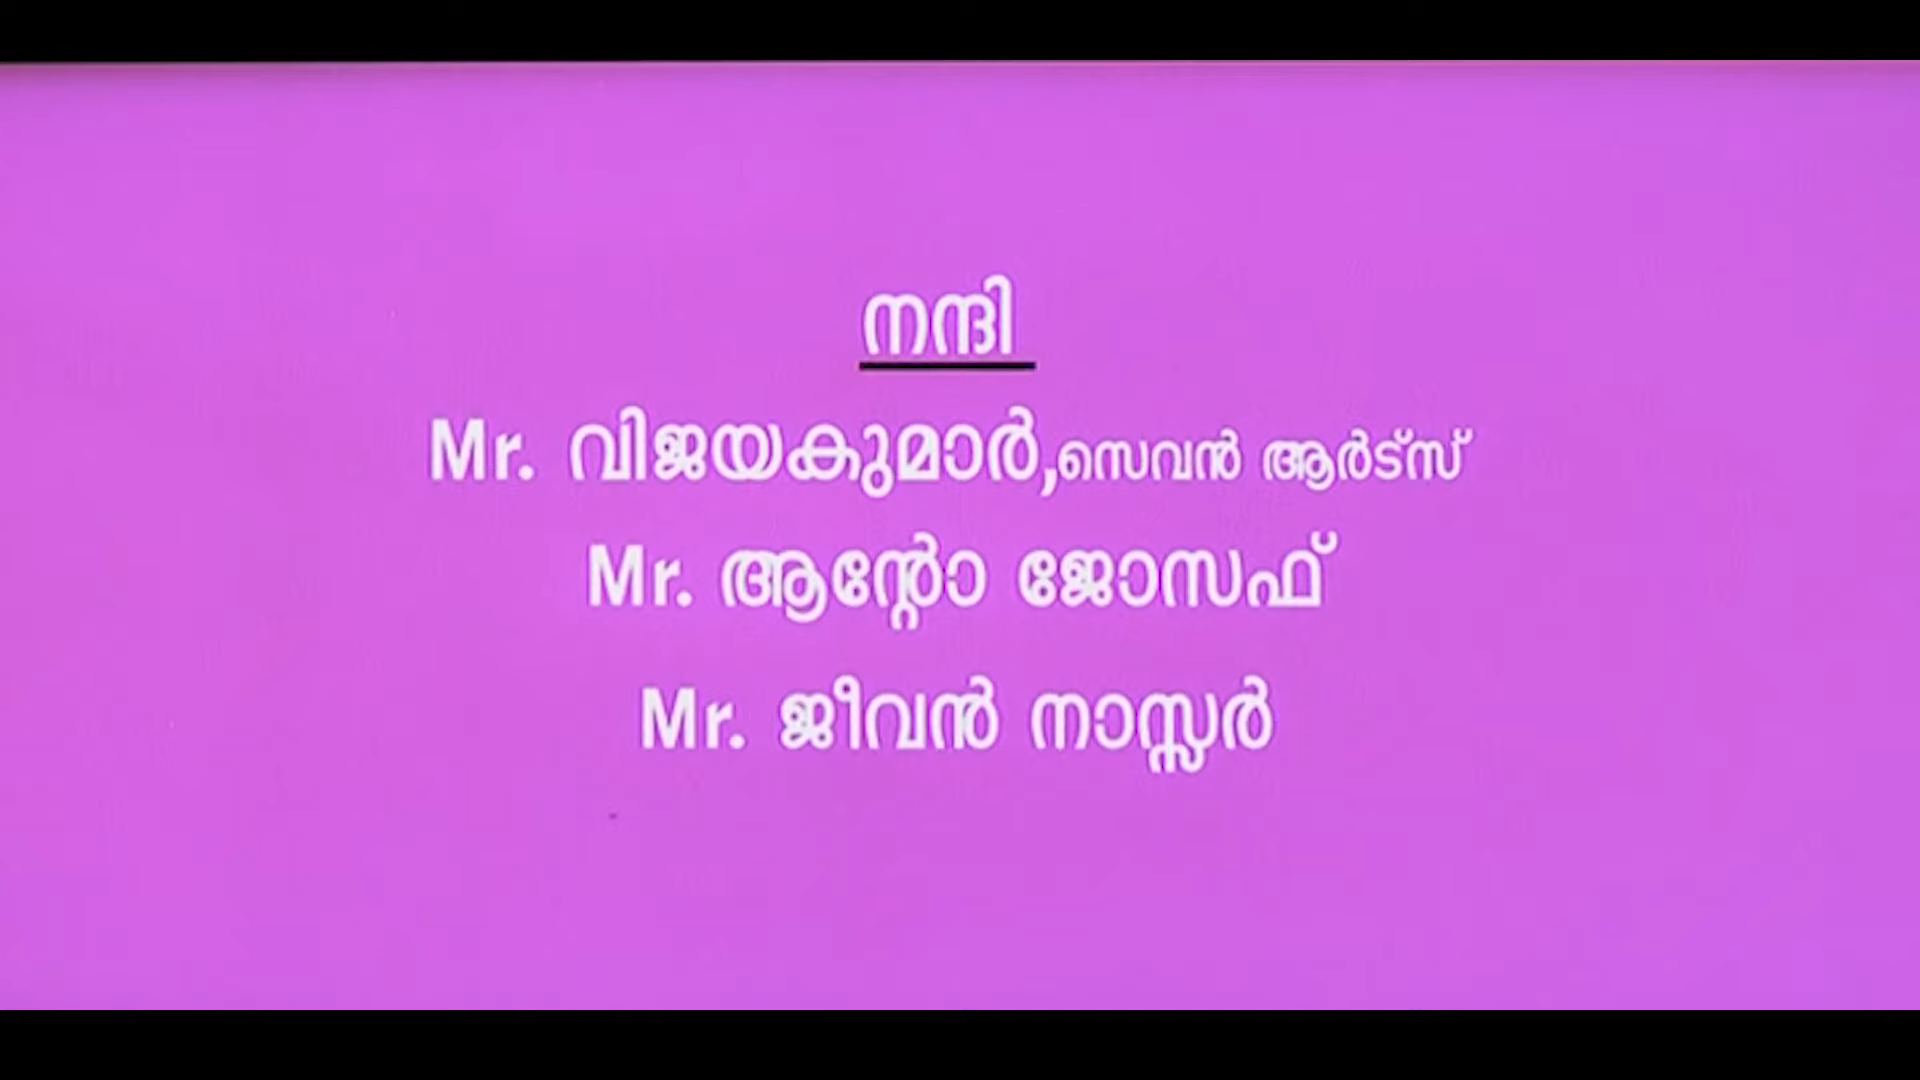 നന്ദി
Mr. വിജയകുമാർ,സെവൻ ആർട്സ്
Mr. ആന്റോ ജോസഫ്
Mr. ജീവൻ നാസ്സർ